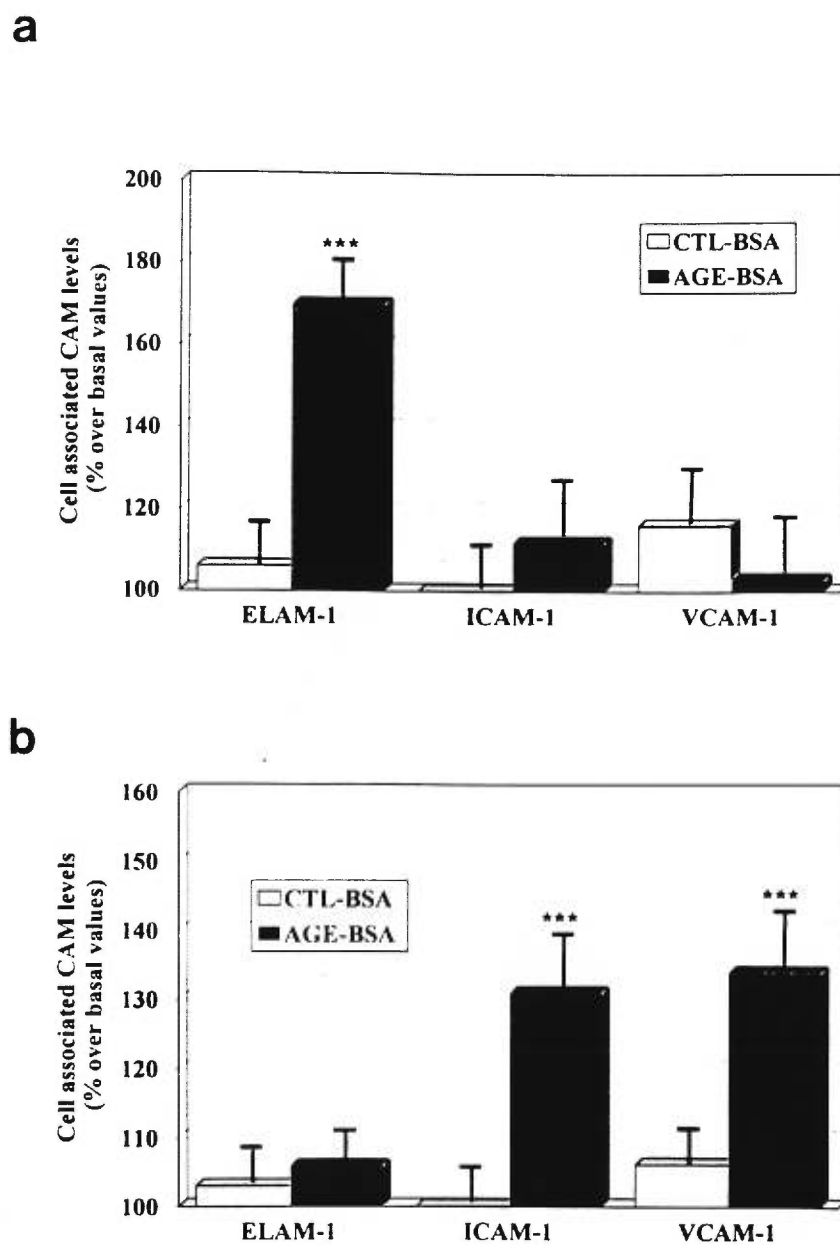 a
Cell associated CAM levels
(% over basal values)
200
180
160
140
120
100
***
CTL-BSA
AGE-BSA
ELAM-1 ICAM-1 VCAM-1
b
Cell associated CAM levels
(% over basal values)
160
150
140
130
120
110
100
CTL-BSA
AGE-BSA
*** ***
ELAM-1 ICAM-1 VCAM-1